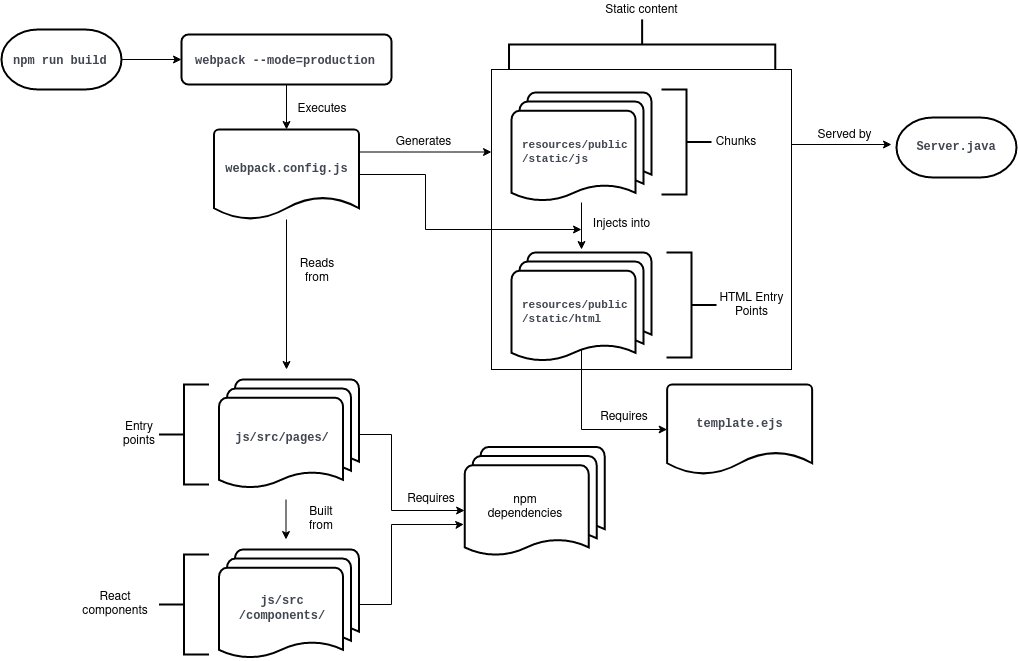 Static content
npm run build
webpack --mode=production
Executes
Generates
webpack.config.js
resources/public
/static/js
Chunks
Served by
Server.java
Injects into
Reads
from
resources/public
/static/html
HTML Entry
Points
Requires
template.ejs
Entry
points
js/src/pages/
Requires
npm
dependencies
Built
from
React
components
js/src
/components/